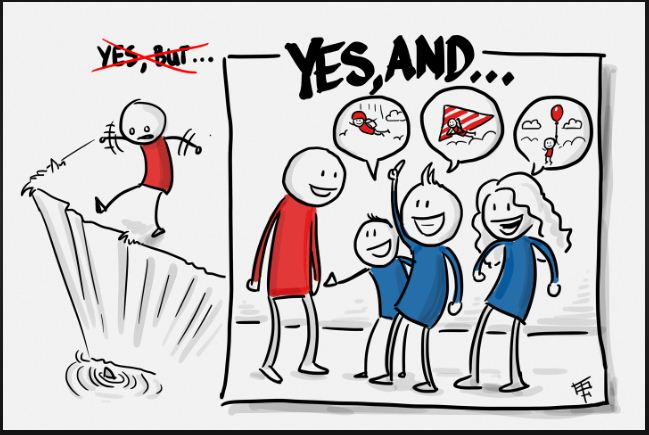 YES, BUT...
YES, AND...